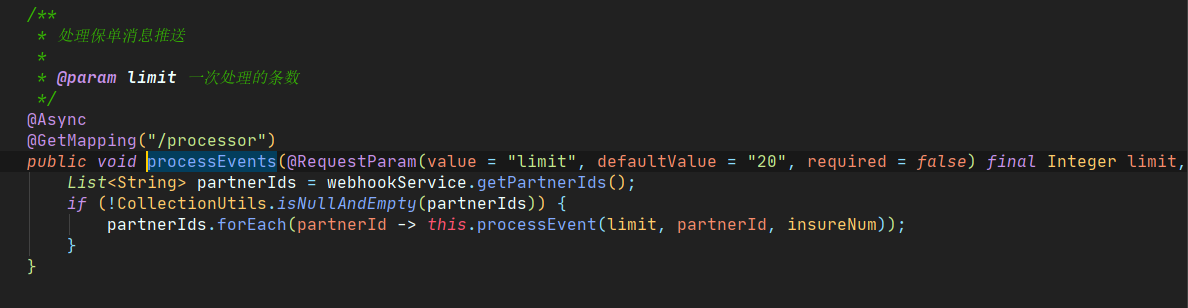 /**
 * 处理保单消息推送
 *
 * @param limit 一次处理的条数
 */
@Async
@GetMapping("/processor")
public void processEvents(@RequestParam(value = "limit", defaultValue = "20", required = false) final Integer limit,
    List<String> partnerIds = webhookService.getPartnerIds();
    if (!CollectionUtils.isNullAndEmpty(partnerIds)) {
        partnerIds.forEach(partnerId -> this.processEvent(limit, partnerId, insureNum));
    }
}